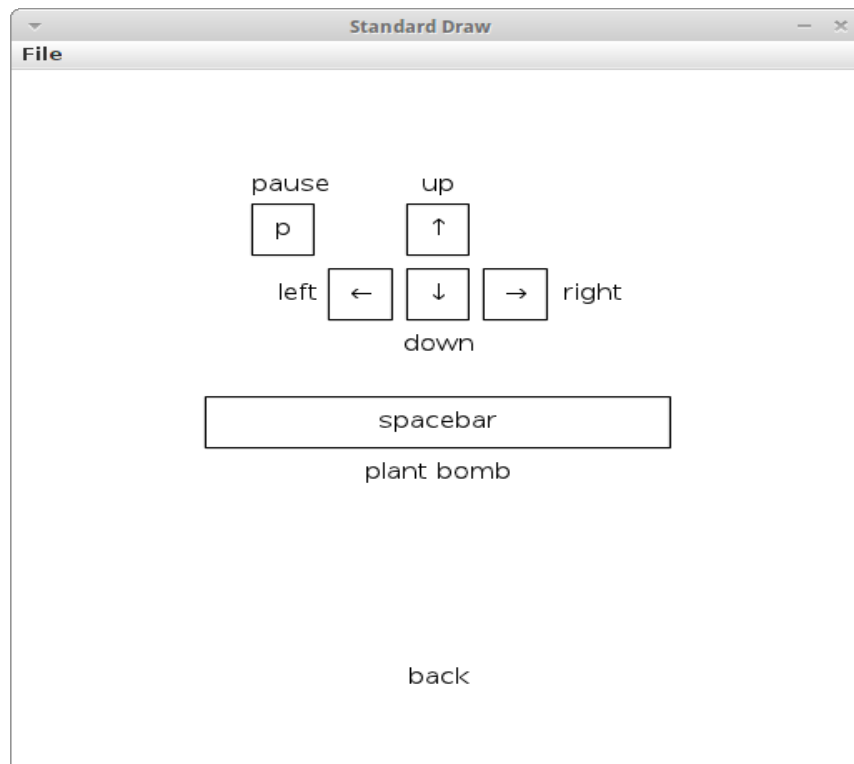 Standard Draw
File
pause up
p ↑
left ← ↓ → right
down
spacebar
plant bomb
back